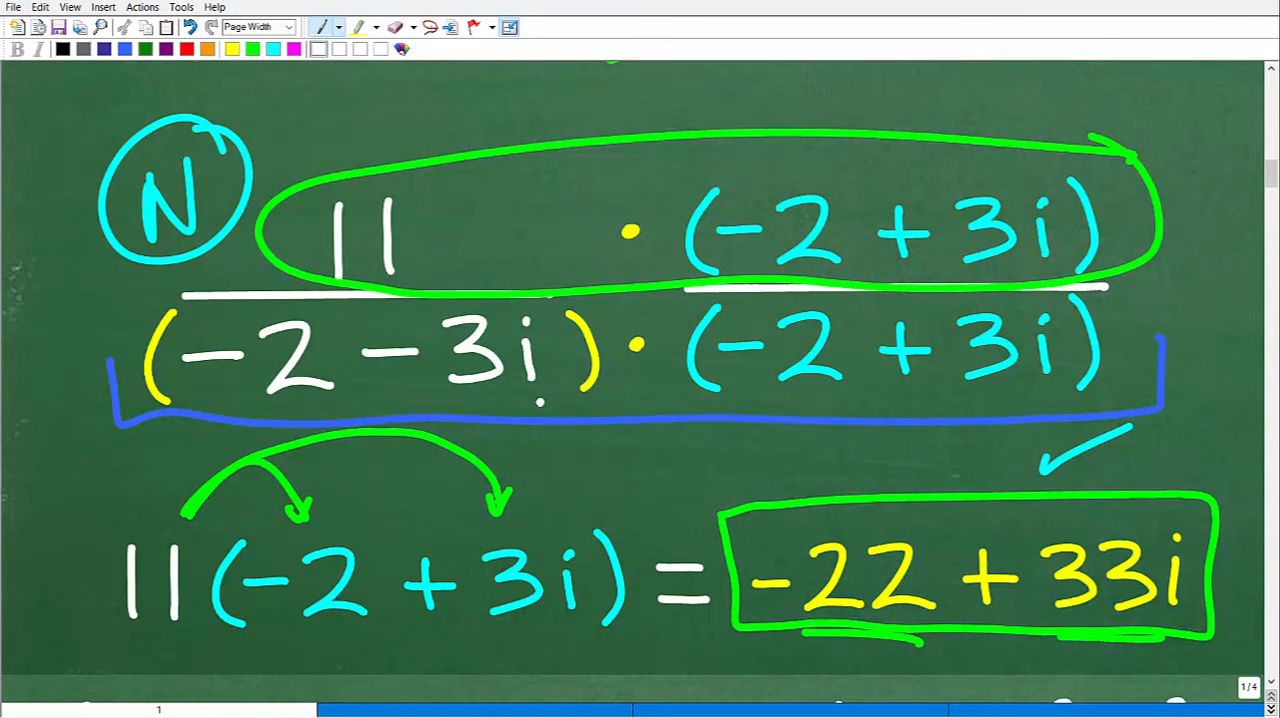 File Edit View Insert Actions Tools Help
Page Width
B I
N
11 · (-2 + 3i)
(-2 - 3i) · (-2 + 3i)
11(-2 + 3i) = -22 + 33i
1/4
1